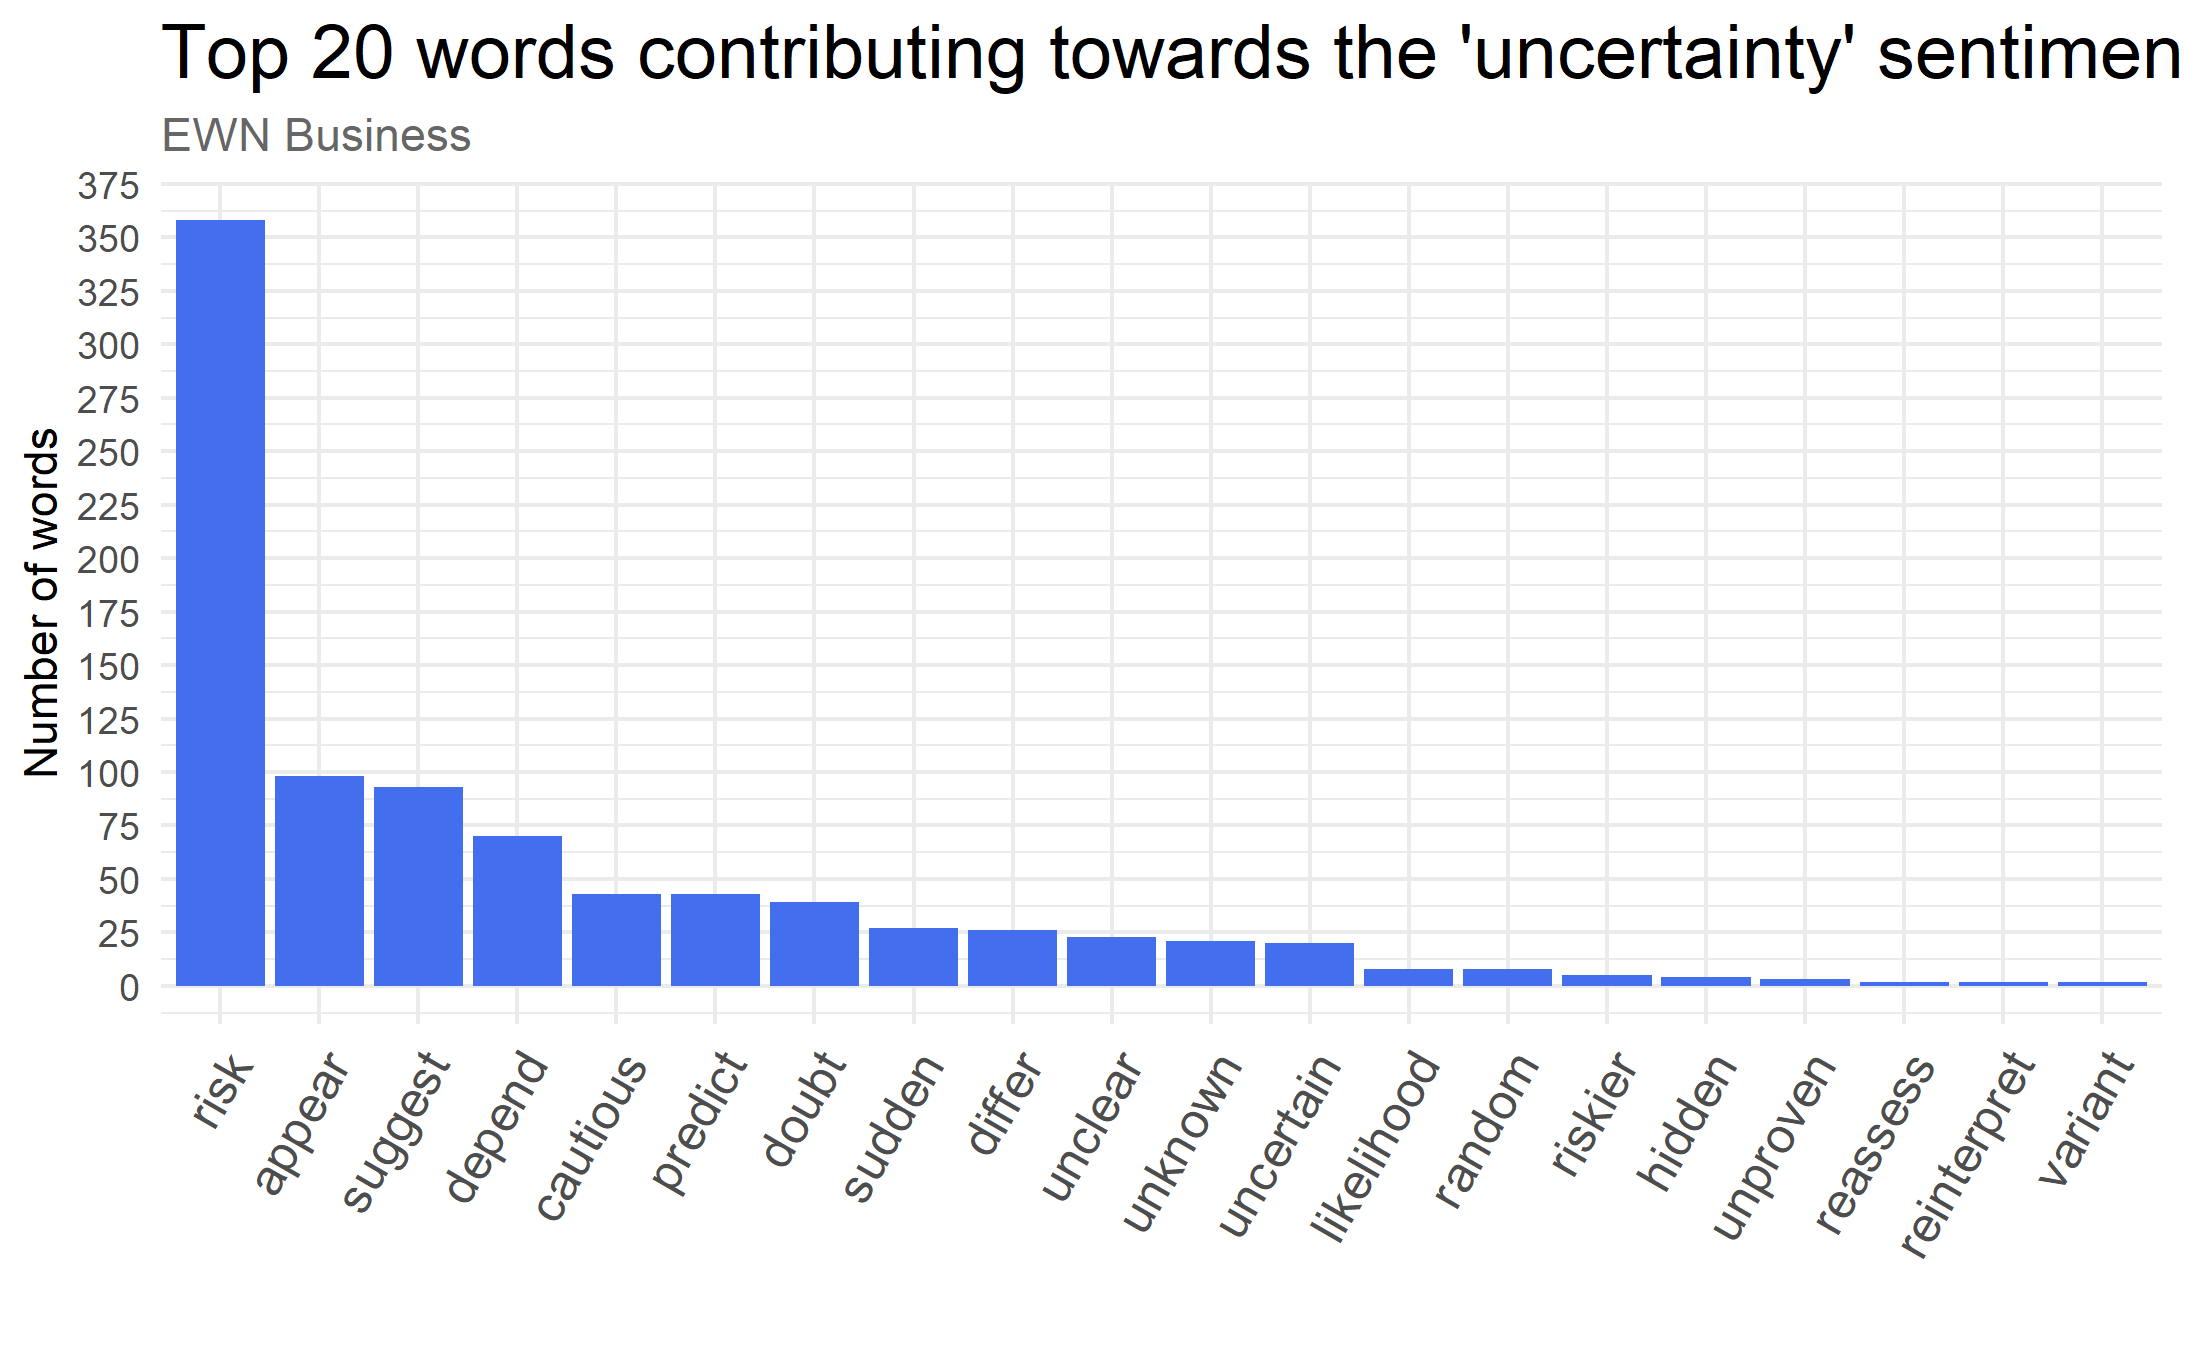 Top 20 words contributing towards the 'uncertainty' sentimen
EWN Business
375
350
325
300
275
250
225
200
175
150
125
100
75
50
25
0
Number of words
risk
appear
suggest
depend
cautious
predict
doubt
sudden
differ
unclear
unknown
uncertain
likelihood
random
riskier
hidden
unproven
reassess
reinterpret
variant